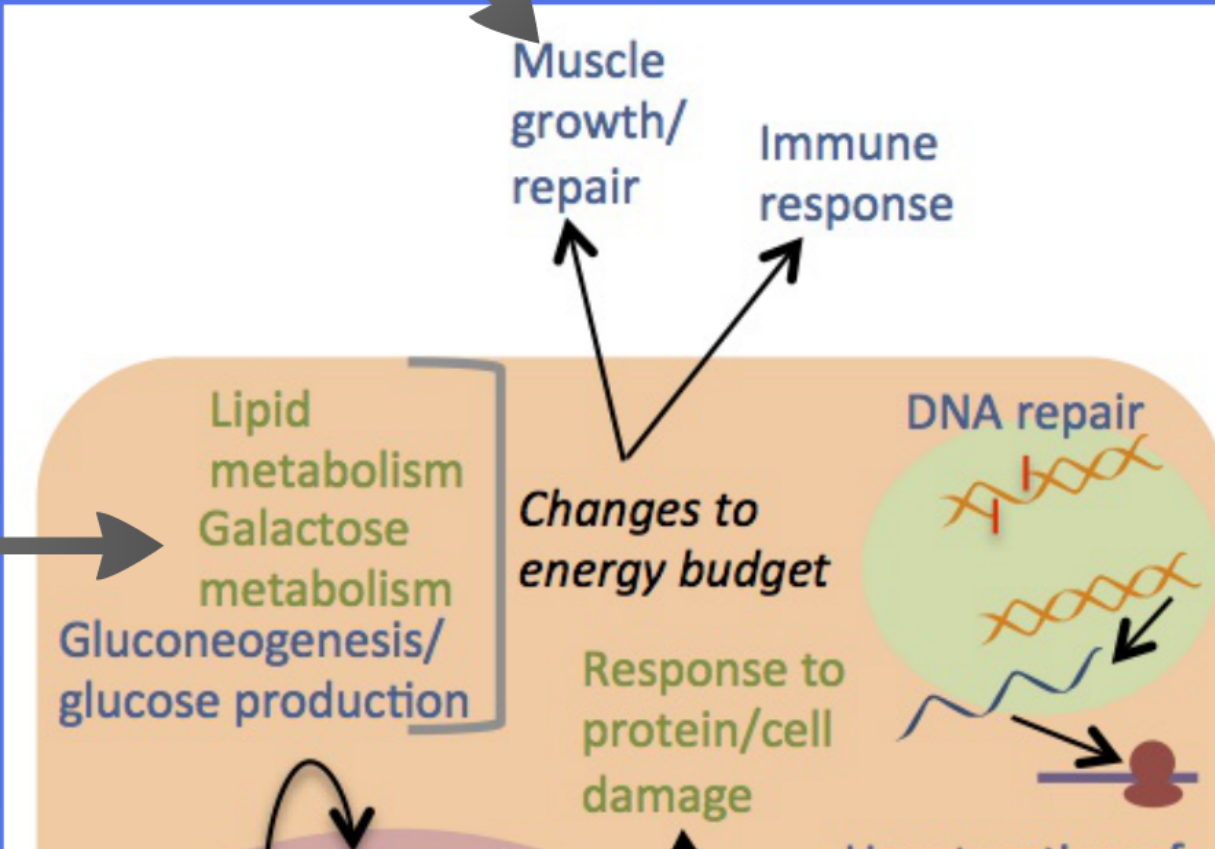 Muscle
growth/
repair
Immune
response
Lipid
metabolism
Galactose
metabolism
Gluconeogenesis/
glucose production
Changes to
energy budget
DNA repair
Response to
protein/cell
damage